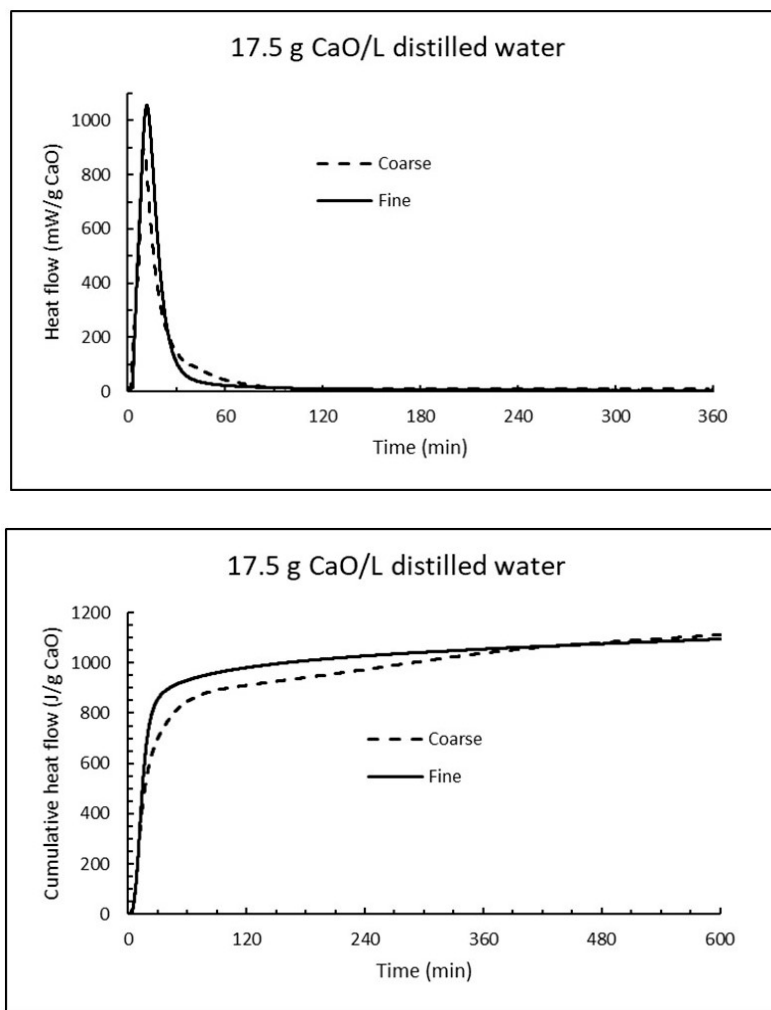 17.5 g CaO/L distilled water
Heat flow (mW/g CaO)
1000
800
600
400
200
0
Coarse
Fine
0 60 120 180 240 300 360
Time (min)
17.5 g CaO/L distilled water
Cumulative heat flow (J/g CaO)
1200
1000
800
600
400
200
0
Coarse
Fine
0 120 240 360 480 600
Time (min)